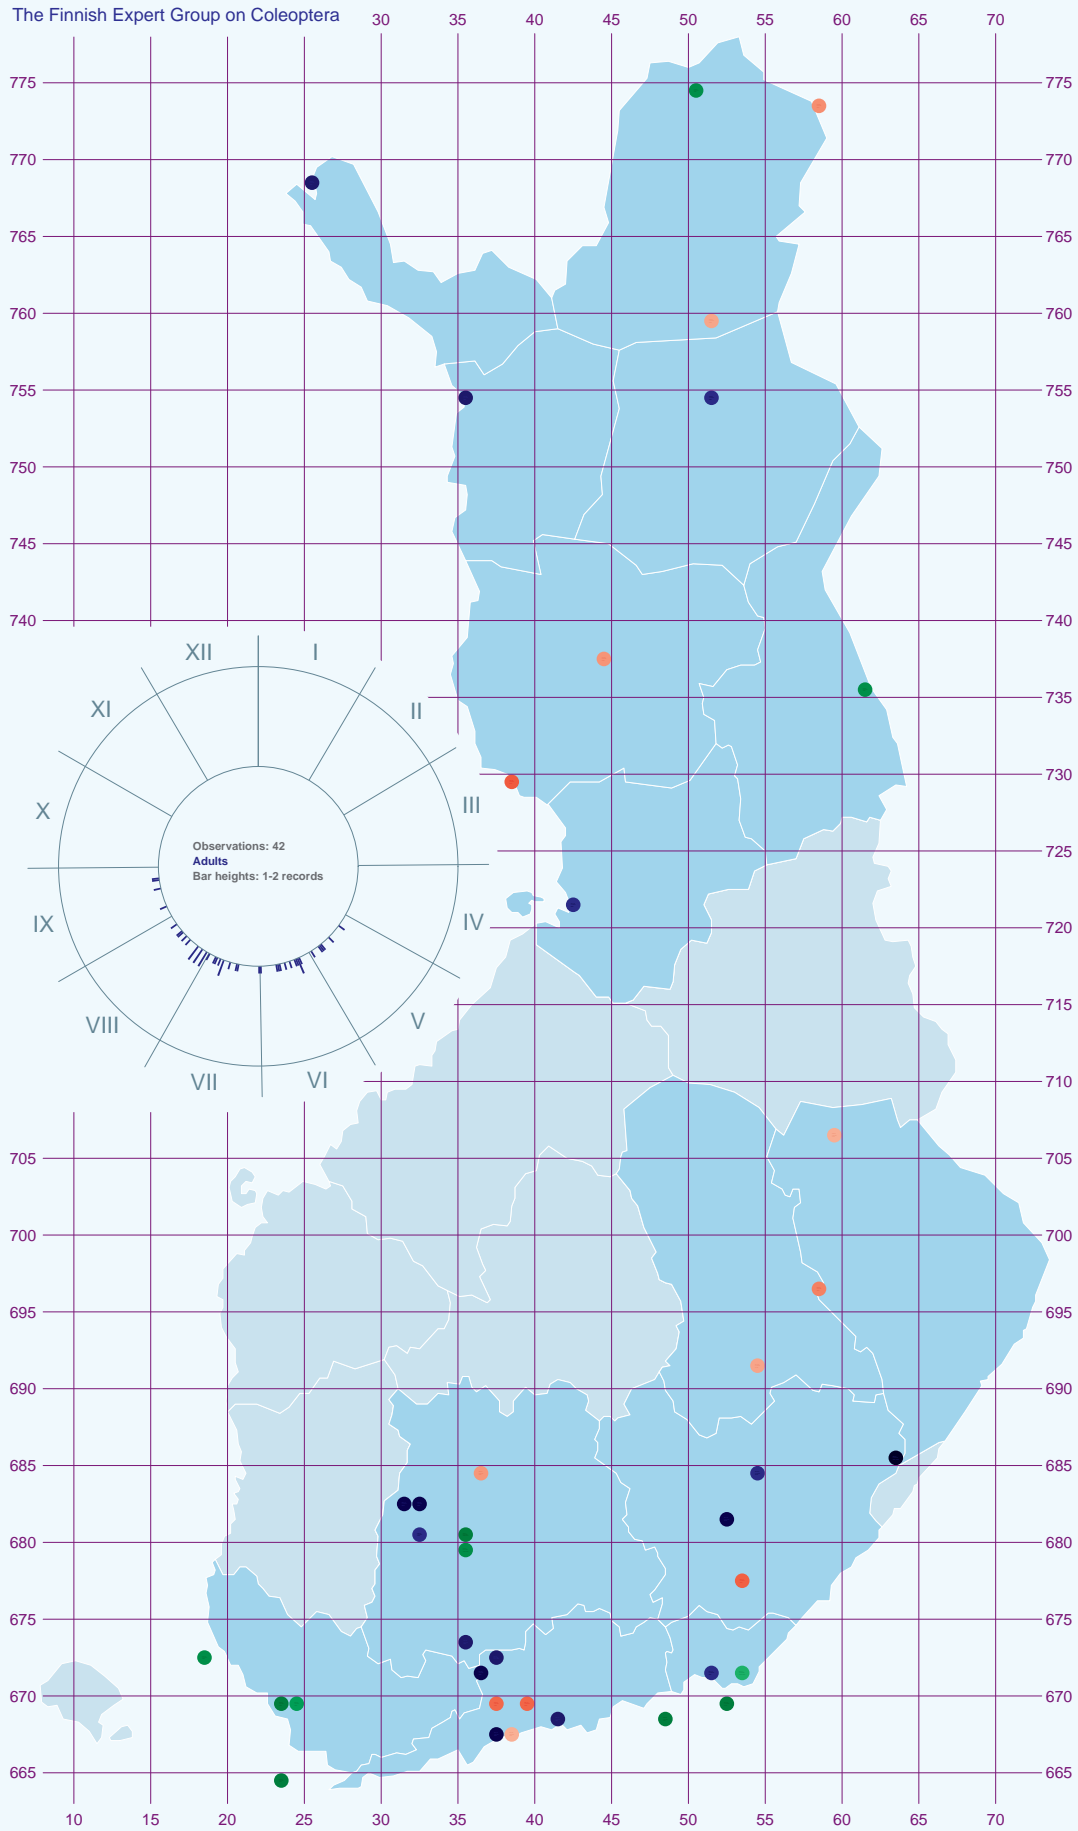 The Finnish Expert Group on Coleoptera
30 35 40 45 50 55 60 65 70
775 775
770 770
765 765
760 760
755 755
750 750
745 745
740 740
XII I
XI II
735
X III
730
Observations: 42
Adults
Bar heights: 1-2 records
725
IX IV
720
VIII V
715
VII VI
710
705 705
700 700
695 695
690 690
685 685
680 680
675 675
670 670
665 665
10 15 20 25 30 35 40 45 50 55 60 65 70